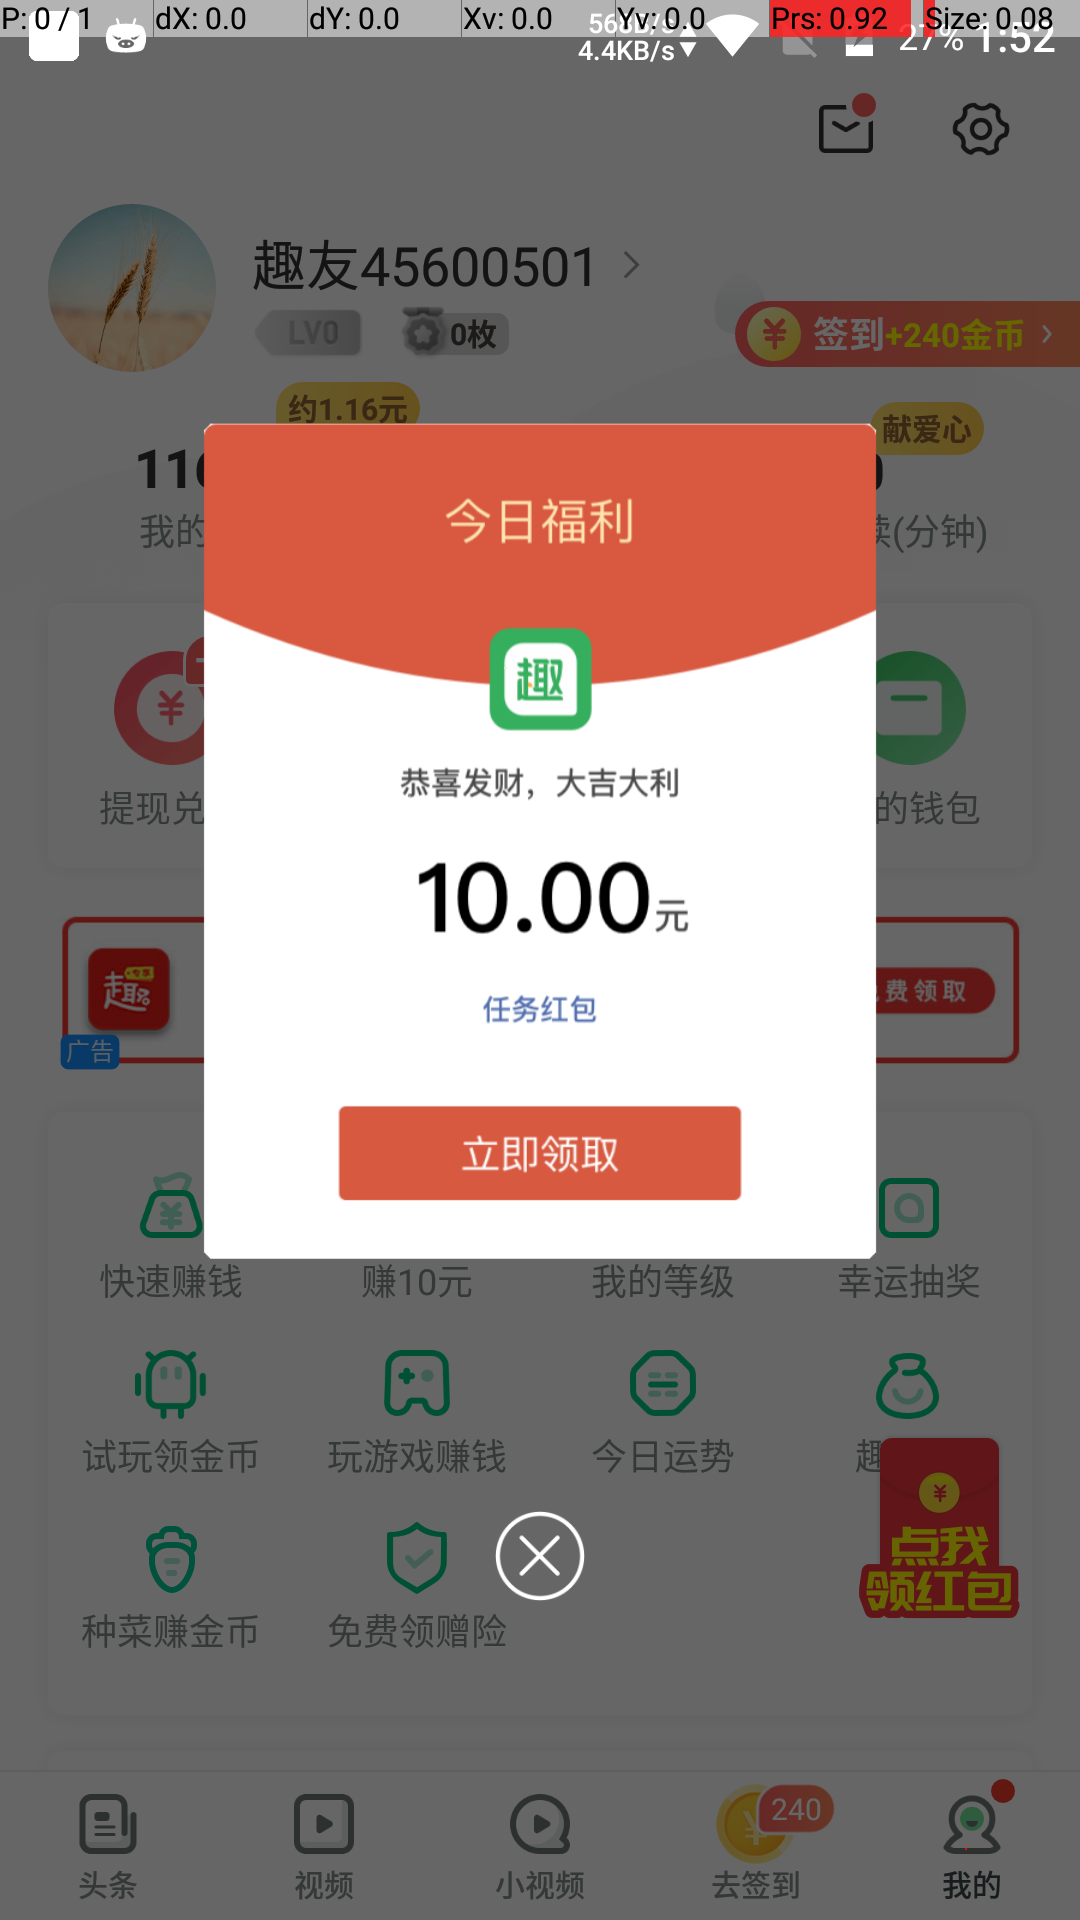 P: 0 / 1 dX: 0.0 dY: 0.0 Xv: 0.0 Yv: 0.0 Prs: 0.92 Size: 0.08
4.4KB/s 27% 1:52
趣友45600501
LV0 0枚
签到+240金币
约1.16元
献爱心
我的
读(分钟)
今日福利
趣
恭喜发财，大吉大利
10.00元
任务红包
立即领取
提现兑
的钱包
趣
费领取
广告
快速赚钱 赚10元 我的等级 幸运抽奖
试玩领金币 玩游戏赚钱 今日运势 趣
点我
领红包
种菜赚金币 免费领赠险
240
头条 视频 小视频 去签到 我的